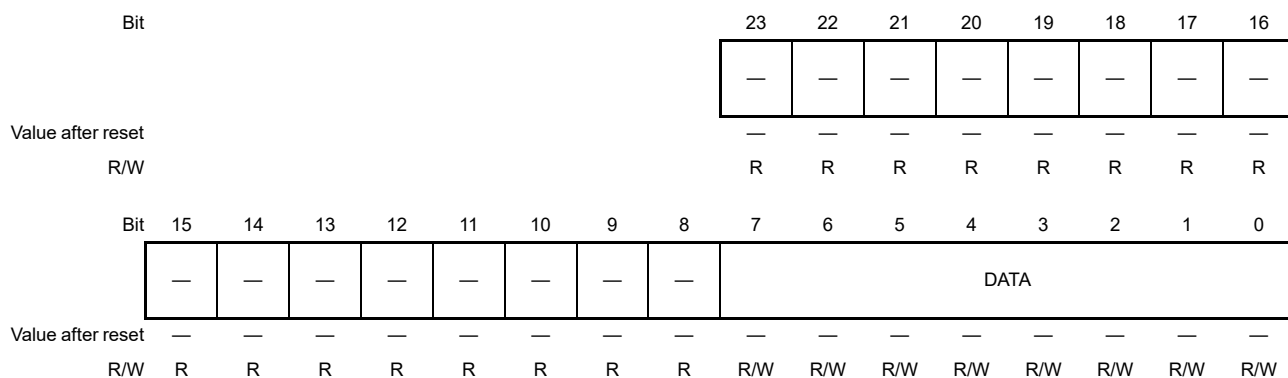 Bit 23 22 21 20 19 18 17 16
— — — — — — — —
Value after reset — — — — — — — —
R/W R R R R R R R R
Bit 15 14 13 12 11 10 9 8 7 6 5 4 3 2 1 0
— — — — — — — — DATA
Value after reset — — — — — — — — — — — — — — — —
R/W R R R R R R R R R/W R/W R/W R/W R/W R/W R/W R/W